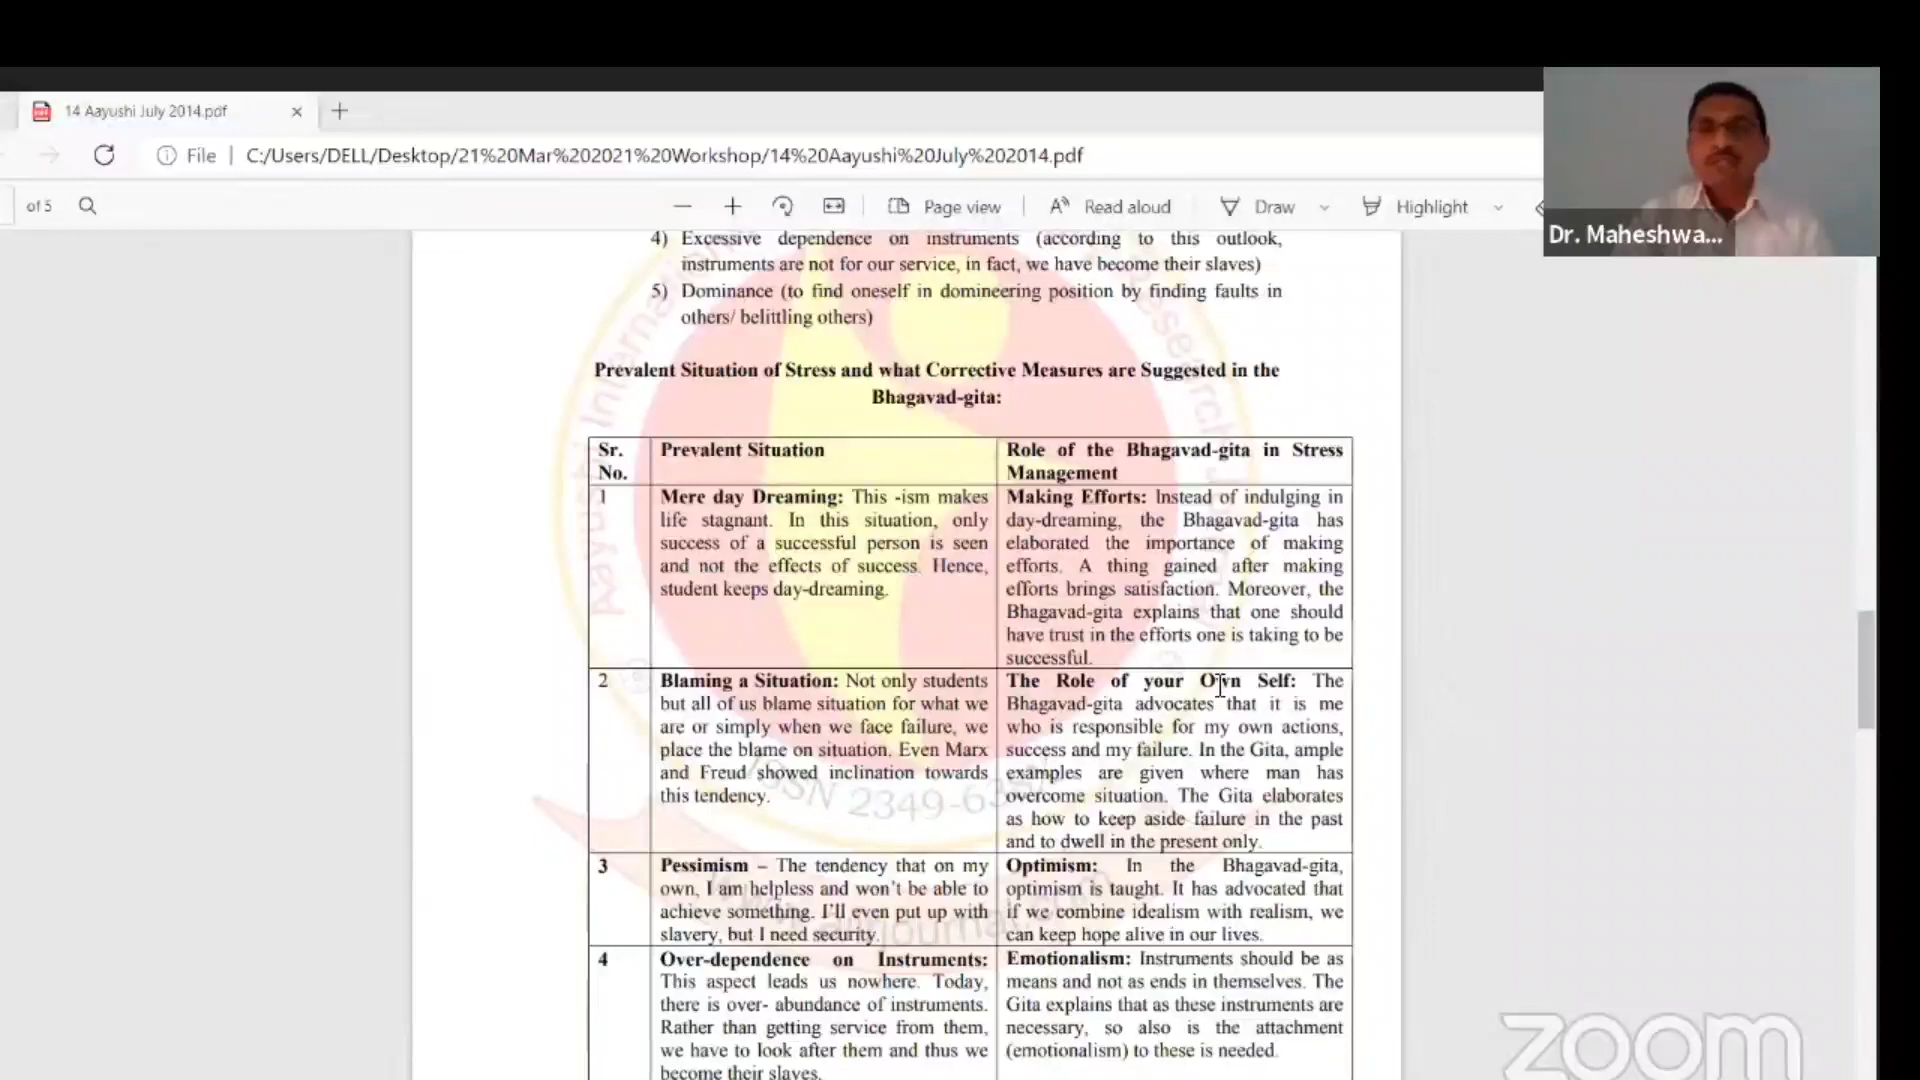 14 Aayushi July 2014.pdf
File
C:/Users/DELL/Desktop/21%20Mar%202021%20Workshop/14%20Aayushi%20July%202014.pdf
of 5
Page view
Read aloud
Draw
Highlight
Dr. Maheshwa...
4) Excessive dependence on instruments (according to this outlook,
instruments are not for our service, in fact, we have become their slaves)
5) Dominance (to find oneself in domineering position by finding faults in
others/ belittling others)
Prevalent Situation of Stress and what Corrective Measures are Suggested in the
Bhagavad-gita:
Sr.
No.
Prevalent Situation
Role of the Bhagavad-gita in Stress
Management
1
Mere day Dreaming: This -ism makes
life stagnant. In this situation, only
success of a successful person is seen
and not the effects of success. Hence,
student keeps day-dreaming.
Making Efforts: Instead of indulging in
day-dreaming, the Bhagavad-gita has
elaborated the importance of making
efforts. A thing gained after making
efforts brings satisfaction. Moreover, the
Bhagavad-gita explains that one should
have trust in the efforts one is taking to be
successful.
2
Blaming a Situation: Not only students
but all of us blame situation for what we
are or simply when we face failure, we
place the blame on situation. Even Marx
and Freud showed inclination towards
this tendency.
The Role of your Own Self: The
Bhagavad-gita advocates that it is me
who is responsible for my own actions,
success and my failure. In the Gita, ample
examples are given where man has
overcome situation. The Gita elaborates
as how to keep aside failure in the past
and to dwell in the present only.
3
Pessimism – The tendency that on my
own, I am helpless and won't be able to
achieve something. I'll even put up with
slavery, but I need security.
Optimism: In the Bhagavad-gita,
optimism is taught. It has advocated that
if we combine idealism with realism, we
can keep hope alive in our lives.
4
Over-dependence on Instruments:
This aspect leads us nowhere. Today,
there is over- abundance of instruments.
Rather than getting service from them,
we have to look after them and thus we
become their slaves.
Emotionalism: Instruments should be as
means and not as ends in themselves. The
Gita explains that as these instruments are
necessary, so also is the attachment
(emotionalism) to these is needed.
zoom